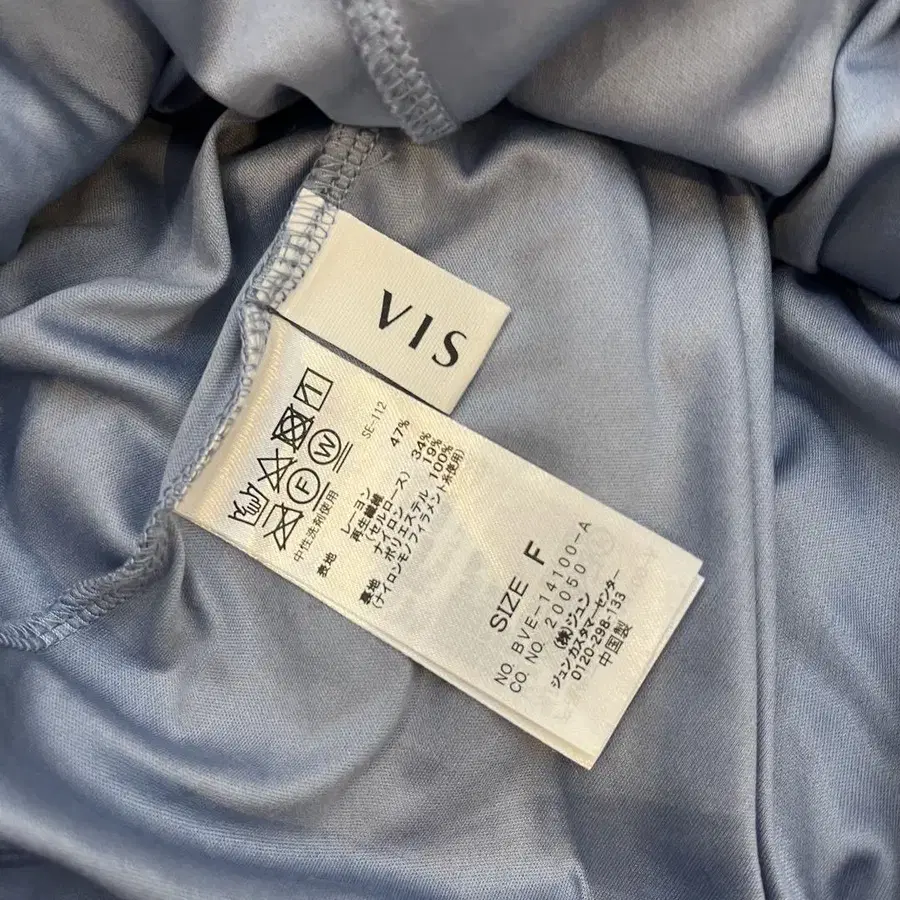 VIS
SE-112
中性洗剤使用
表地 レーヨン 47%
再生繊維
(セルロース) 34%
ナイロン 19%
裏地 ポリエステル 100%
(ナイロンモノフィラメント糸使用)
SIZE F
NO. BVE-14100-A
CO. NO. 20050
(株)ジュン
ジュンカスタマーセンター
0120-298-133
中国製
F
W